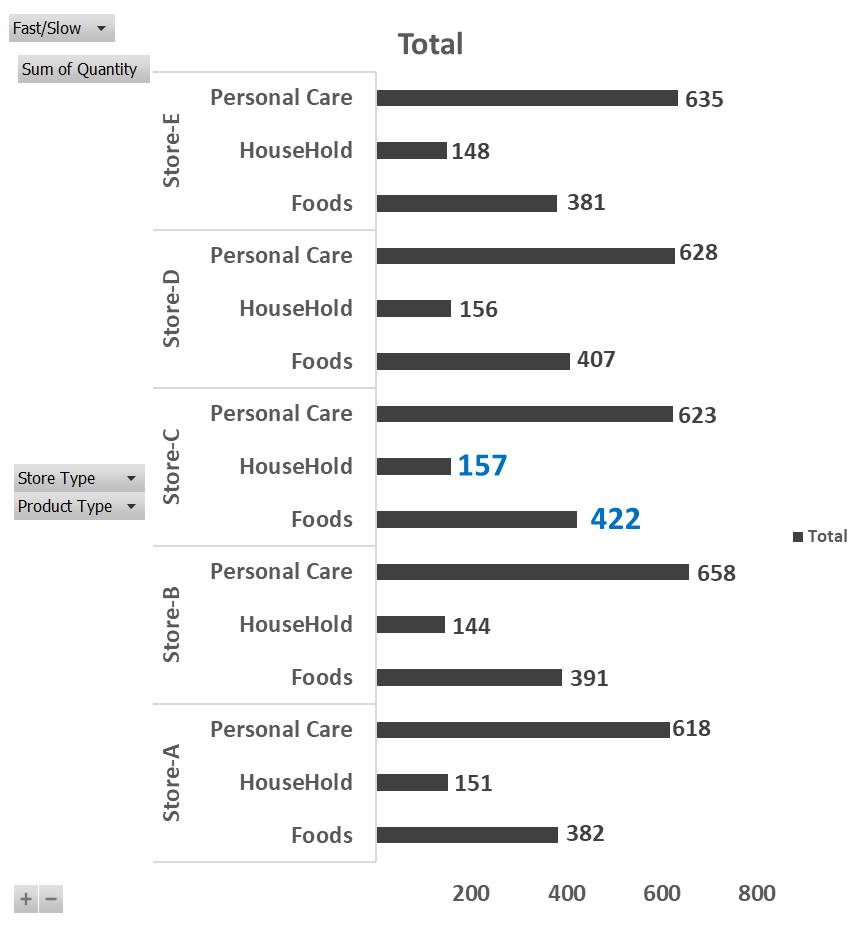 Fast/Slow
Total
Sum of Quantity
Store-E
Personal Care 635
HouseHold 148
Foods 381
Store-D
Personal Care 628
HouseHold 156
Foods 407
Store-C
Personal Care 623
HouseHold 157
Foods 422
Store Type
Product Type
Total
Store-B
Personal Care 658
HouseHold 144
Foods 391
Store-A
Personal Care 618
HouseHold 151
Foods 382
200 400 600 800
+ −